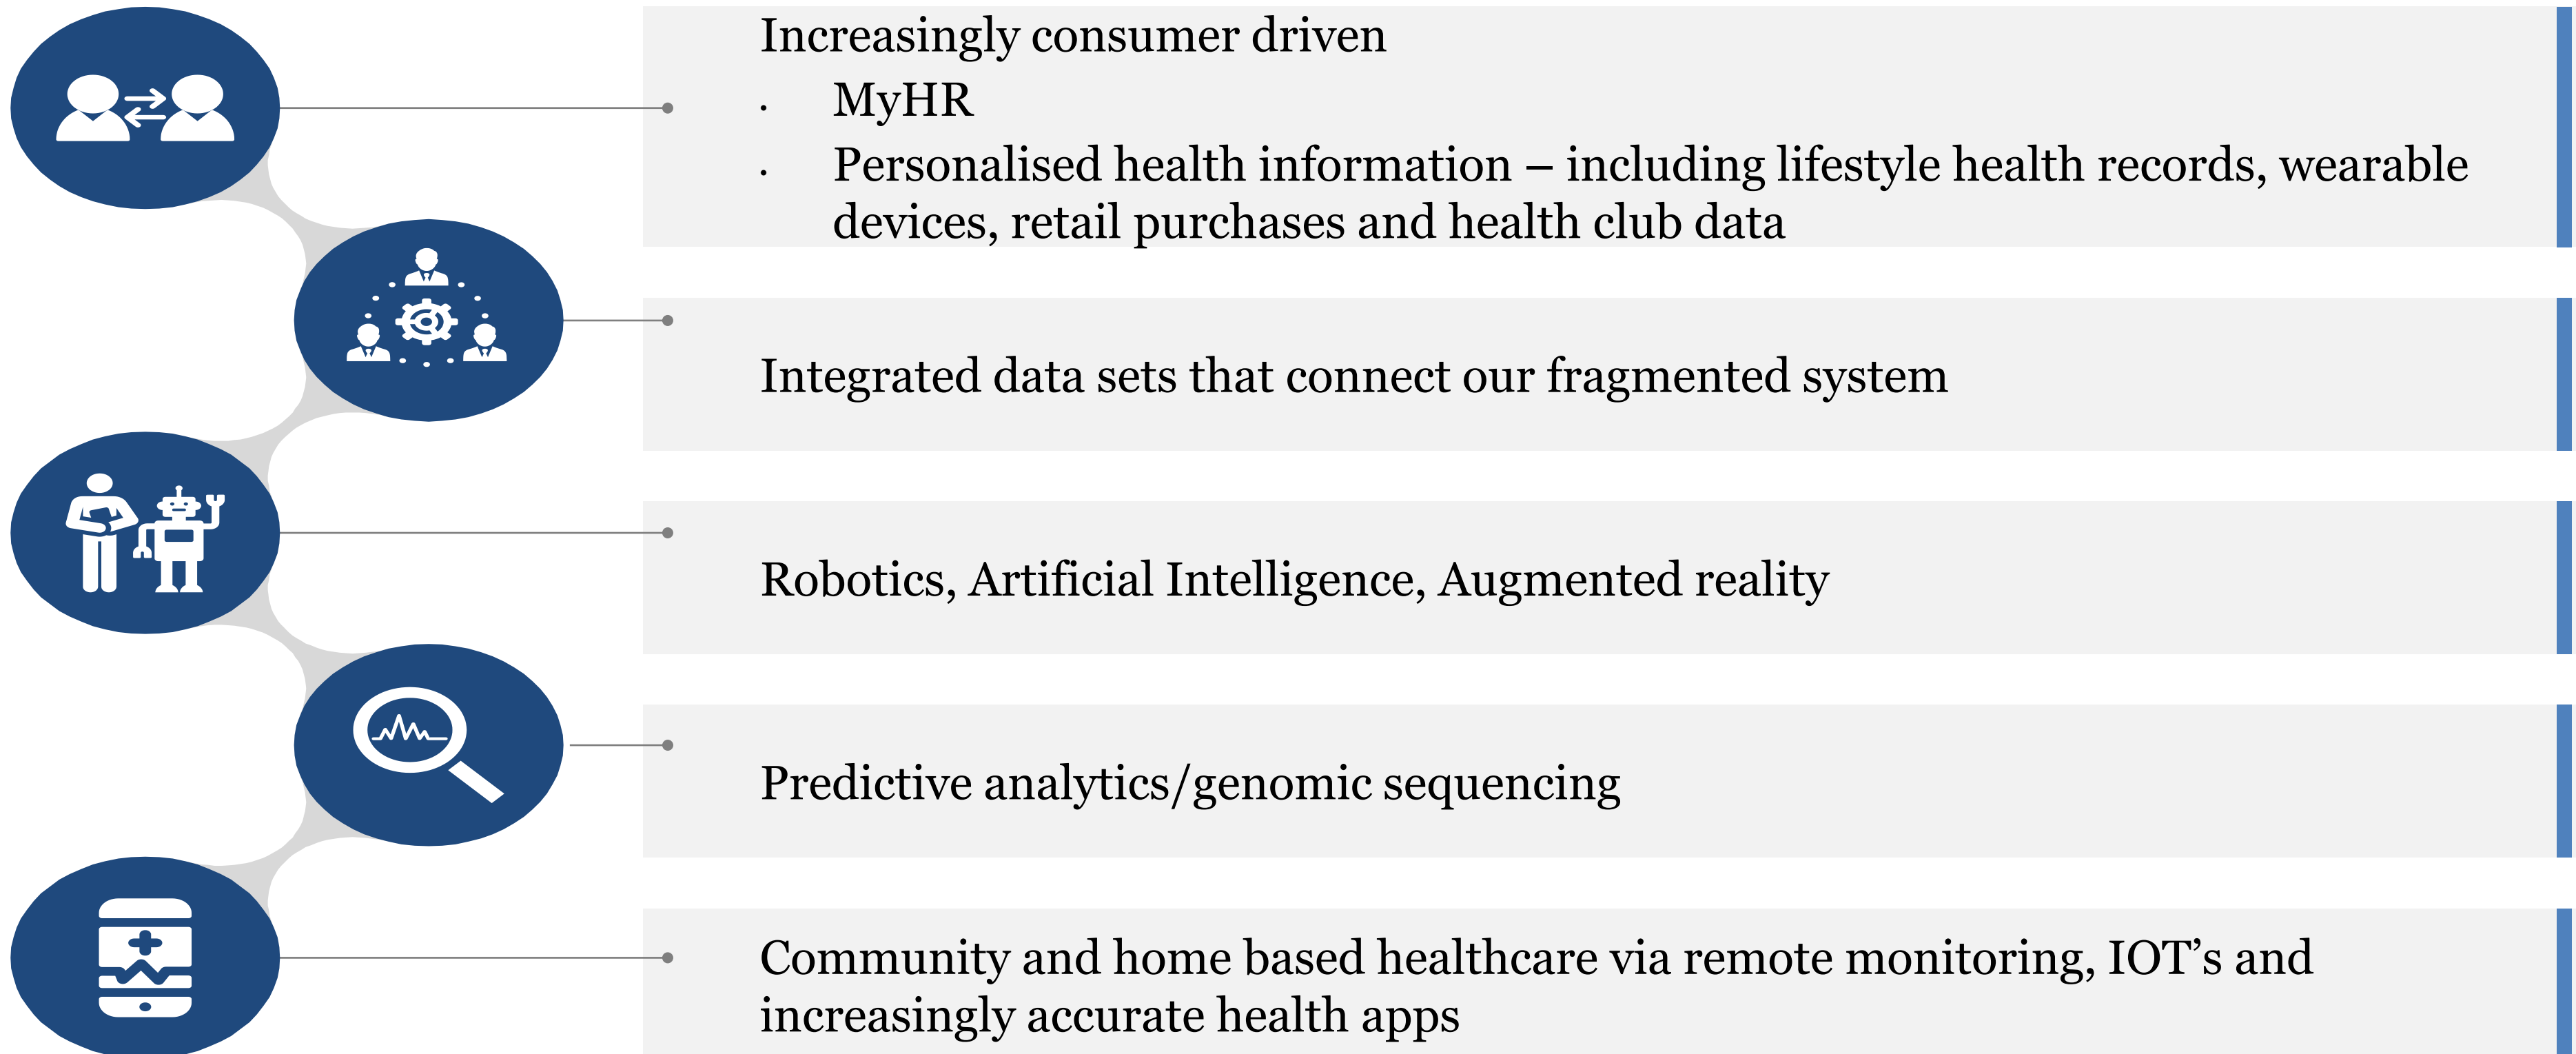 Increasingly consumer driven
· MyHR
· Personalised health information – including lifestyle health records, wearable
devices, retail purchases and health club data
Integrated data sets that connect our fragmented system
Robotics, Artificial Intelligence, Augmented reality
Predictive analytics/genomic sequencing
Community and home based healthcare via remote monitoring, IOT’s and
increasingly accurate health apps